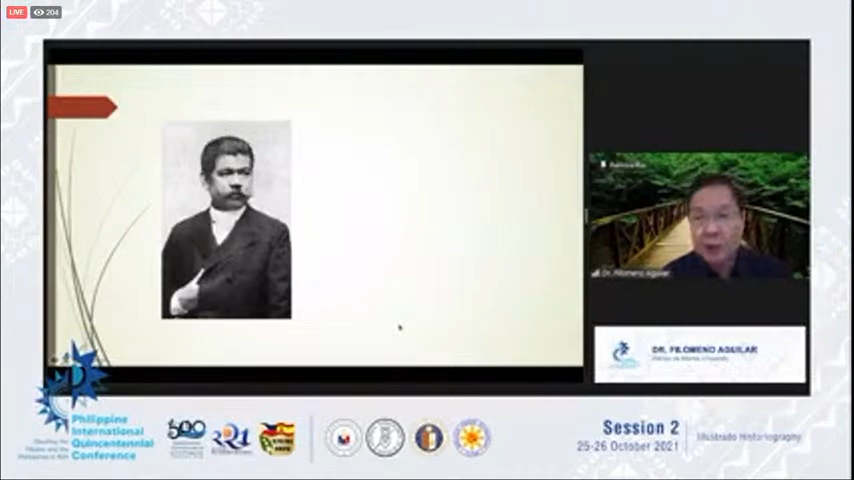 LIVE
204
Dr. Filomeno Aguilar
DR. FILOMENO AGUILAR
Ateneo de Manila University
Philippine
International
Quincentennial
Conference
500
2021
Session 2
25-26 October 2021
Ilustrado Historiography